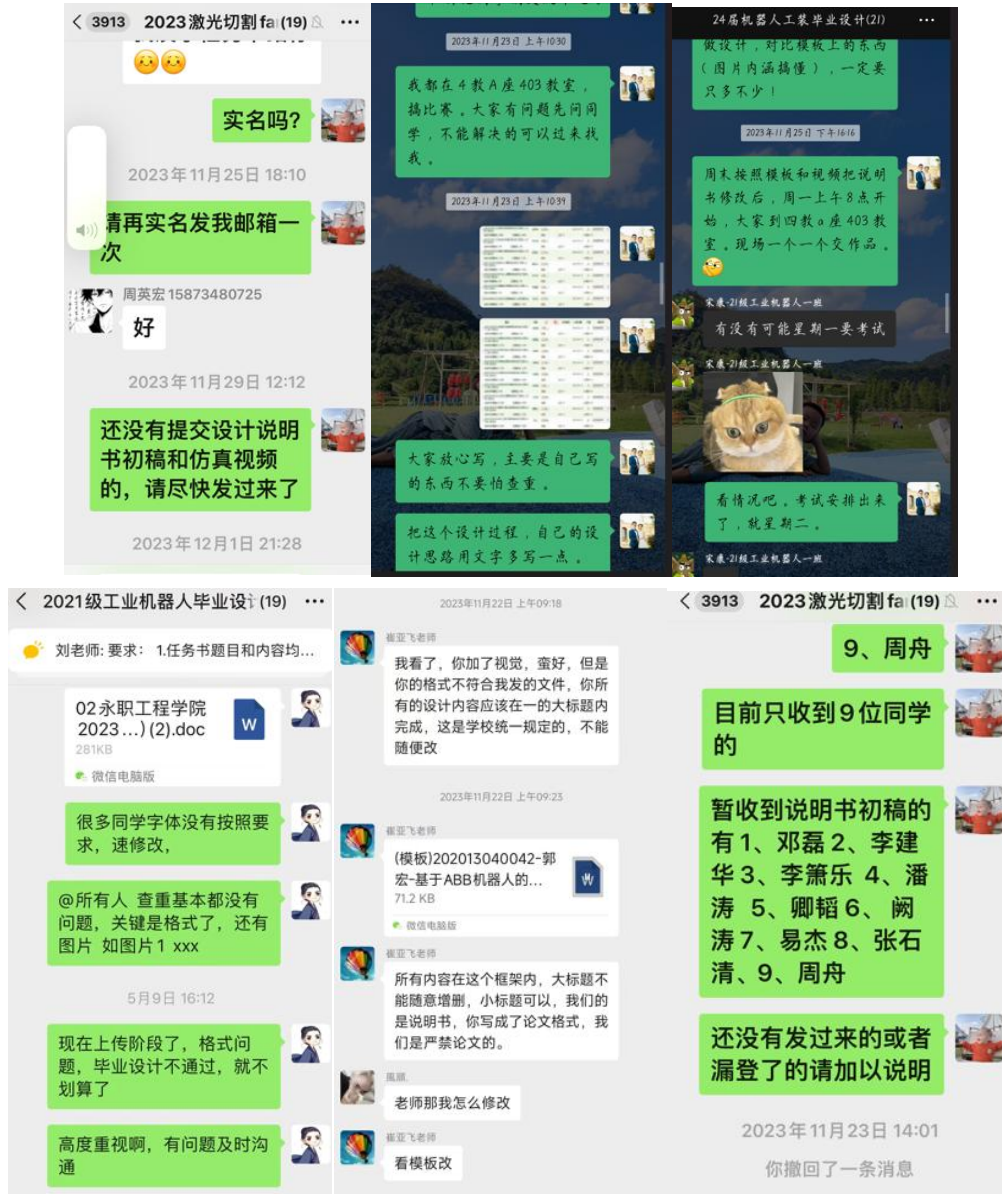 3913 2023激光切割fa(19)
实名吗?
2023年11月25日 18:10
请再实名发我邮箱一
次
周英宏 15873480725
好
2023年11月29日 12:12
还没有提交设计说明
书初稿和仿真视频
的，请尽快发过来了
2023年12月1日 21:28
2023年11月23日 上午10:30
我都在4教A座403教室，
搞比赛。大家有问题先问同
学，不能解决的可以过来找
我。
2023年11月23日 上午10:39
大家放心写，主要是自己写
的东西不要怕查重。
把这个设计过程，自己的设
计思路用文字多写一点。
24届机器人工装毕业设计(21)
做设计，对比模板上的东西
（图片内涵搞懂），一定要
只多不少！
2023年11月25日 下午16:16
周末按照模板和视频把说明
书修改后，周一上午8点开
始，大家到四教a座403教
室。现场一个一个交作品。
宋康-21级工业机器人一班
有没有可能星期一要考试
宋康-21级工业机器人一班
看情况吧。考试安排出来
了，就星期二。
宋康-21级工业机器人一班
2021级工业机器人毕业设计(19)
刘老师: 要求： 1.任务书题目和内容均...
02永职工程学院
2023...)(2).doc
281KB
微信电脑版
很多同学字体没有按照要
求，速修改，
@所有人 查重基本都没有
问题，关键是格式了，还有
图片 如图片1 xxx
5月9日 16:12
现在上传阶段了，格式问
题，毕业设计不通过，就不
划算了
高度重视啊，有问题及时沟
通
2023年11月22日 上午09:18
崔亚飞老师
我看了，你加了视觉，蛮好，但是
你的格式不符合我发的文件，你所
有的设计内容应该在一的大标题内
完成，这是学校统一规定的，不能
随便改
2023年11月22日 上午09:23
崔亚飞老师
(模板)202013040042-郭
宏-基于ABB机器人的...
71.2 KB
W
微信电脑版
崔亚飞老师
所有内容在这个框架内，大标题不
能随意增删，小标题可以，我们的
是说明书，你写成了论文格式，我
们是严禁论文的。
老师那我怎么修改
崔亚飞老师
看模板改
3913 2023激光切割fa(19)
9、周舟
目前只收到9位同学
的
暂收到说明书初稿的
有1、邓磊2、李建
华3、李箫乐 4、潘
涛 5、卿韬6、阙
涛7、易杰8、张石
清、9、周舟
还没有发过来的或者
漏登了的请加以说明
2023年11月23日 14:01
你撤回了一条消息